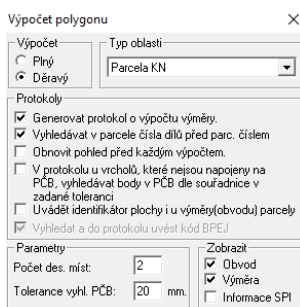 Výpočet polygonu
Výpočet
Plný
Děravý
Typ oblasti
Parcela KN
Protokoly
Generovat protokol o výpočtu výměry.
Vyhledávat v parcele čísla dílů před parc. číslem
Obnovit pohled před každým výpočtem.
V protokolu u vrcholů, které nejsou napojeny na
PČB, vyhledávat body v PČB dle souřadnice v
zadané toleranci
Uvádět identifikátor plochy i u výměry(obvodu) parcely
Vyhledat a do protokolu uvést kód BPEJ
Parametry
Počet des. míst: 2
Tolerance vyhl. PČB: 20 mm.
Zobrazit
Obvod
Výměra
Informace SPI